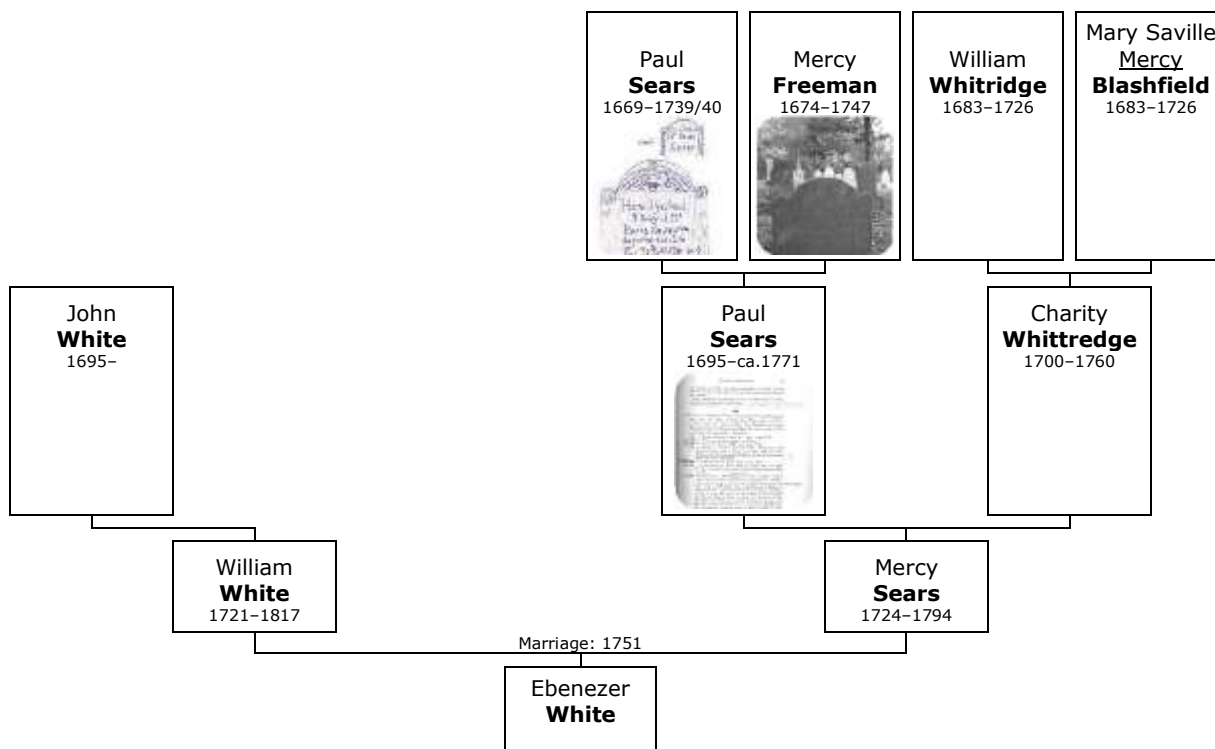 Paul
Sears
1669–1739/40
Mercy
Freeman
1674–1747
William
Whitridge
1683–1726
Mary Saville
Mercy
Blashfield
1683–1726
John
White
1695–
Paul
Sears
1695–ca.1771
Charity
Whittredge
1700–1760
William
White
1721–1817
Mercy
Sears
1724–1794
Marriage: 1751
Ebenezer
White